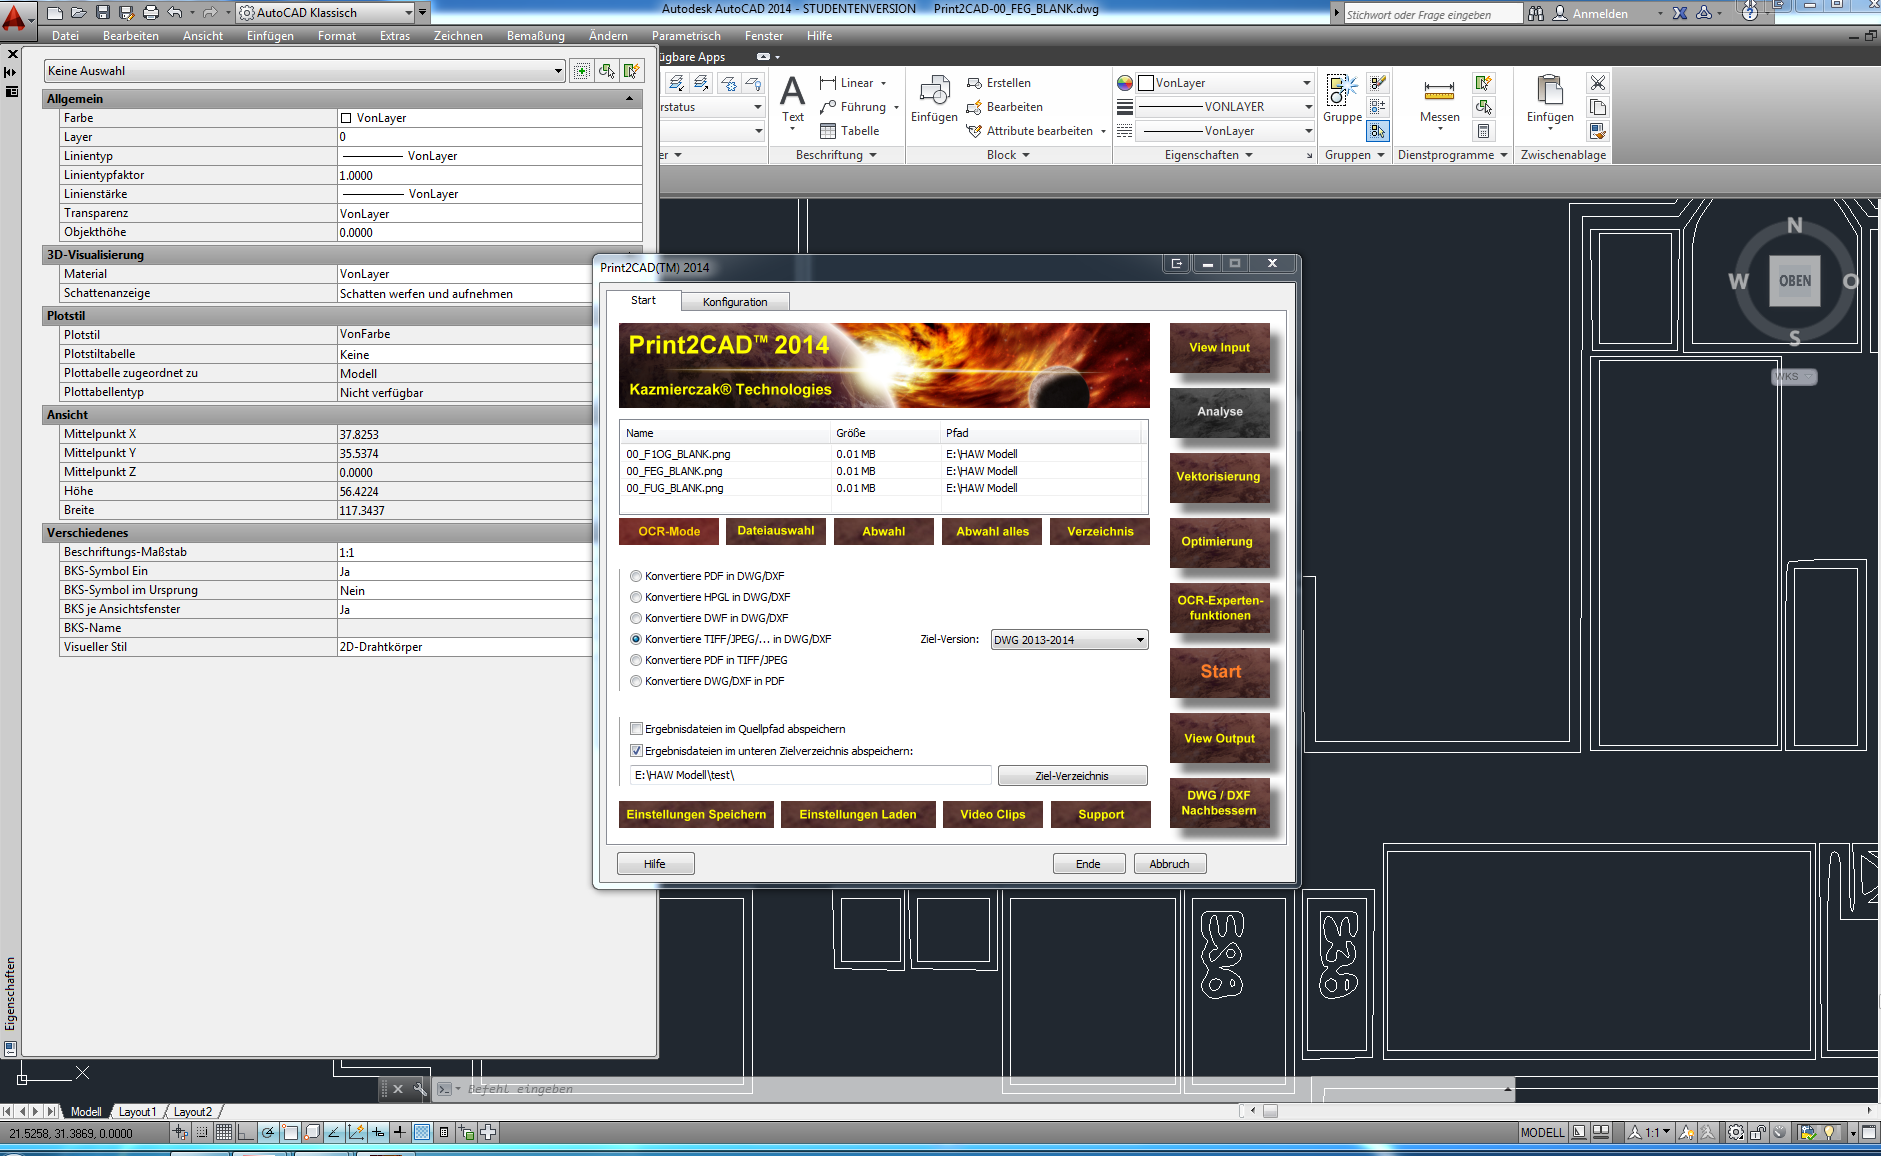 AutoCAD Klassisch
Autodesk AutoCAD 2014 - STUDENTENVERSION Print2CAD-00_FEG_BLANK.dwg
Stichwort oder Frage eingeben
Anmelden
Datei Bearbeiten Ansicht Einfügen Format Extras Zeichnen Bemaßung Ändern Parametrisch Fenster Hilfe
ügbare Apps
Keine Auswahl
Allgemein
Farbe VonLayer
Layer 0
Linientyp VonLayer
Linientypfaktor 1.0000
Linienstärke VonLayer
Transparenz VonLayer
Objekthöhe 0.0000
3D-Visualisierung
Material VonLayer
Schattenanzeige Schatten werfen und aufnehmen
Plotstil
Plotstil VonFarbe
Plotstiltabelle Keine
Plottabelle zugeordnet zu Modell
Plottabellentyp Nicht verfügbar
Ansicht
Mittelpunkt X 37.8253
Mittelpunkt Y 35.5374
Mittelpunkt Z 0.0000
Höhe 56.4224
Breite 117.3437
Verschiedenes
Beschriftungs-Maßstab 1:1
BKS-Symbol Ein Ja
BKS-Symbol im Ursprung Nein
BKS je Ansichtsfenster Ja
BKS-Name
Visueller Stil 2D-Drahtkörper
Eigenschaften
rstatus
er
Text
Linear
Führung
Tabelle
Beschriftung
Einfügen
Erstellen
Bearbeiten
Attribute bearbeiten
Block
VonLayer
VONLAYER
VonLayer
Eigenschaften
Gruppe
Gruppen
Messen
Dienstprogramme
Einfügen
Zwischenablage
N
W OBEN O
S
WKS
Print2CAD(TM) 2014
Start Konfiguration
Print2CAD™ 2014
Kazmierczak® Technologies
Name Größe Pfad
00_F1OG_BLANK.png 0.01 MB E:\HAW Modell
00_FEG_BLANK.png 0.01 MB E:\HAW Modell
00_FUG_BLANK.png 0.01 MB E:\HAW Modell
OCR-Mode Dateiauswahl Abwahl Abwahl alles Verzeichnis
Konvertiere PDF in DWG/DXF
Konvertiere HPGL in DWG/DXF
Konvertiere DWF in DWG/DXF
Konvertiere TIFF/JPEG/... in DWG/DXF Ziel-Version: DWG 2013-2014
Konvertiere PDF in TIFF/JPEG
Konvertiere DWG/DXF in PDF
Ergebnisdateien im Quellpfad abspeichern
Ergebnisdateien im unteren Zielverzeichnis abspeichern:
E:\HAW Modell\test\ Ziel-Verzeichnis
Einstellungen Speichern Einstellungen Laden Video Clips Support
View Input
Analyse
Vektorisierung
Optimierung
OCR-Experten-
funktionen
Start
View Output
DWG / DXF
Nachbessern
Hilfe Ende Abbruch
Befehl eingeben
Modell Layout1 Layout2
21.5258, 31.3869, 0.0000
MODELL
1:1